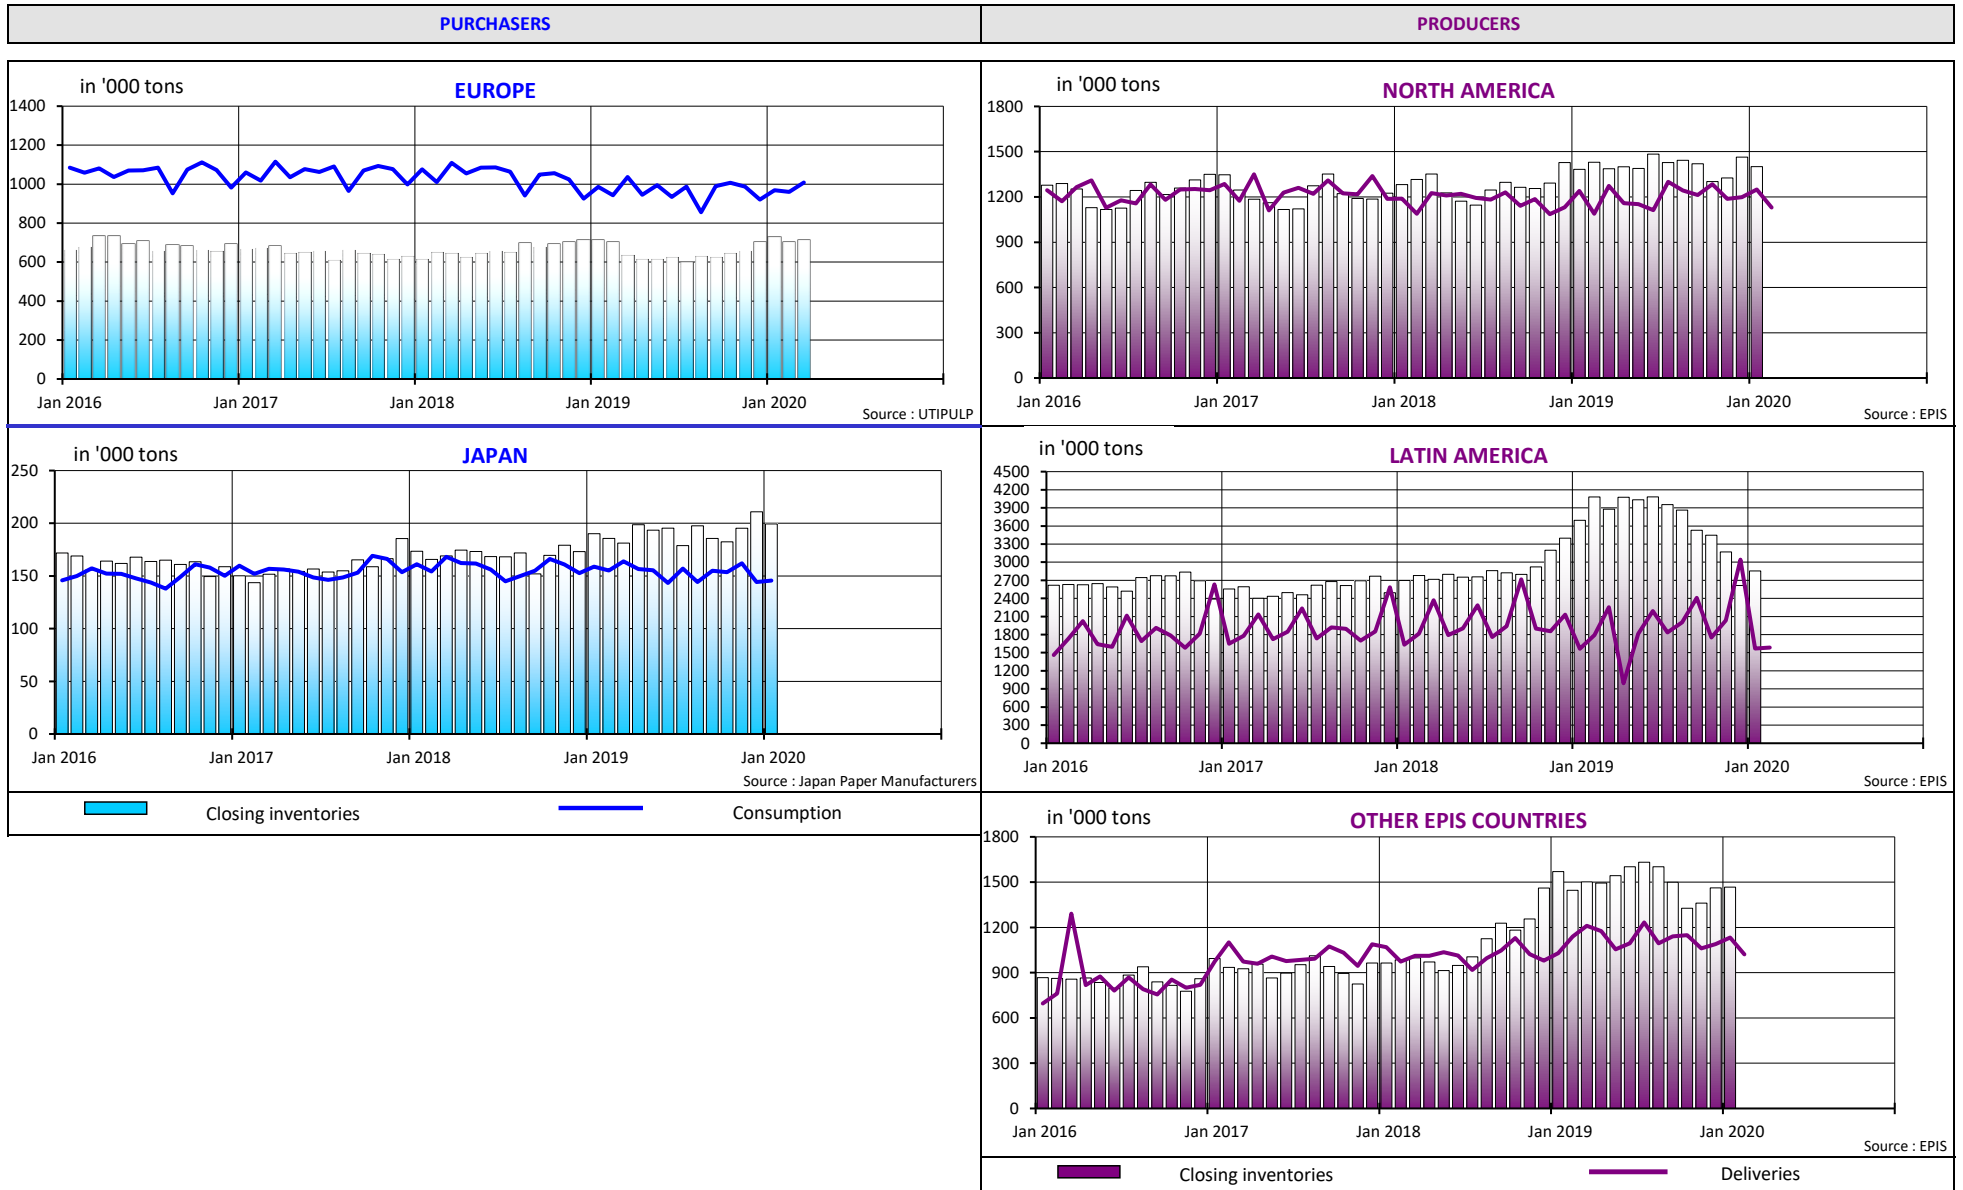 PURCHASERS
PRODUCERS
in '000 tons
EUROPE
1400
1200
1000
800
600
400
200
0
Jan 2016
Jan 2017
Jan 2018
Jan 2019
Jan 2020
Source : UTIPULP
in '000 tons
NORTH AMERICA
1800
1500
1200
900
600
300
0
Jan 2016
Jan 2017
Jan 2018
Jan 2019
Jan 2020
Source : EPIS
in '000 tons
JAPAN
250
200
150
100
50
0
Jan 2016
Jan 2017
Jan 2018
Jan 2019
Jan 2020
Source : Japan Paper Manufacturers
Closing inventories
Consumption
in '000 tons
LATIN AMERICA
4500
4200
3900
3600
3300
3000
2700
2400
2100
1800
1500
1200
900
600
300
0
Jan 2016
Jan 2017
Jan 2018
Jan 2019
Jan 2020
Source : EPIS
in '000 tons
OTHER EPIS COUNTRIES
1800
1500
1200
900
600
300
0
Jan 2016
Jan 2017
Jan 2018
Jan 2019
Jan 2020
Source : EPIS
Closing inventories
Deliveries